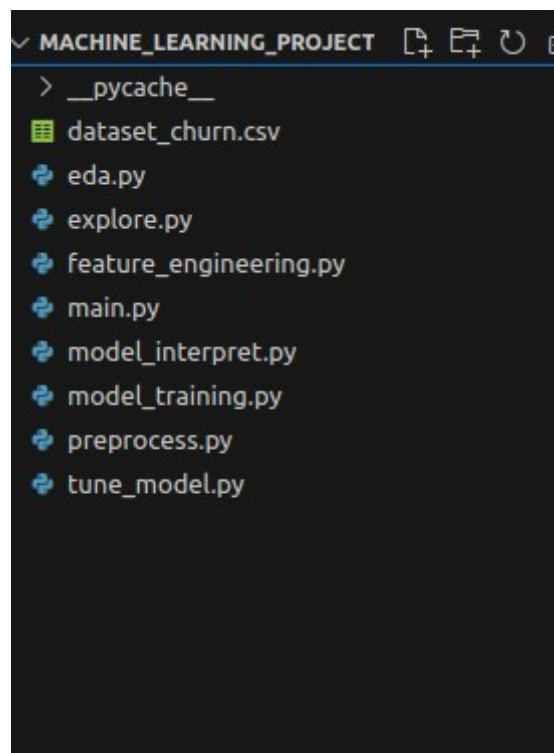 MACHINE_LEARNING_PROJECT
__pycache__
dataset_churn.csv
eda.py
explore.py
feature_engineering.py
main.py
model_interpret.py
model_training.py
preprocess.py
tune_model.py